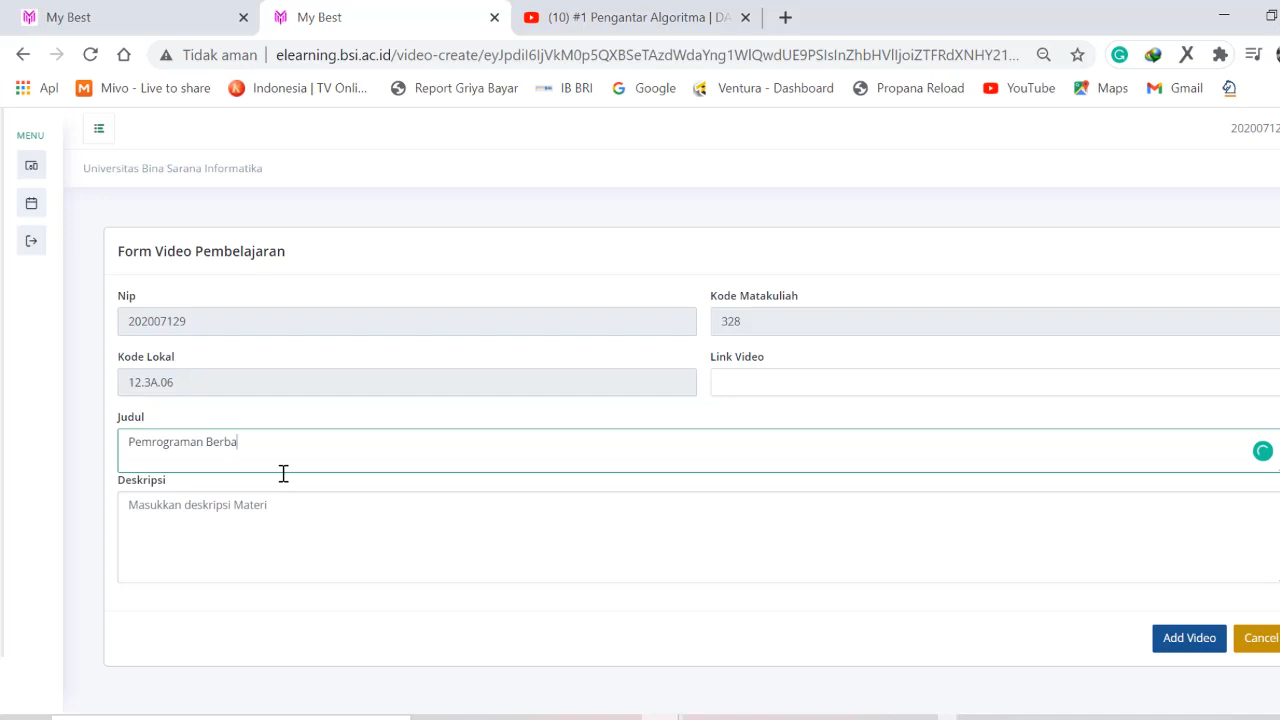 My Best
My Best
(10) #1 Pengantar Algoritma | DA
Tidak aman
elearning.bsi.ac.id/video-create/eyJpdiI6IjVkM0p5QXBSeTAzdWdaYng1WlQwdUE9PSIsInZhbHVlIjoiZTFRdXNHY21...
Apl
Mivo - Live to share
Indonesia | TV Onli...
Report Griya Bayar
IB BRI
Google
Ventura - Dashboard
Propana Reload
YouTube
Maps
Gmail
MENU
2020071
Universitas Bina Sarana Informatika
Form Video Pembelajaran
Nip
Kode Matakuliah
202007129
328
Kode Lokal
Link Video
12.3A.06
Judul
Pemrograman Berba
Deskripsi
Masukkan deskripsi Materi
Add Video
Cancel